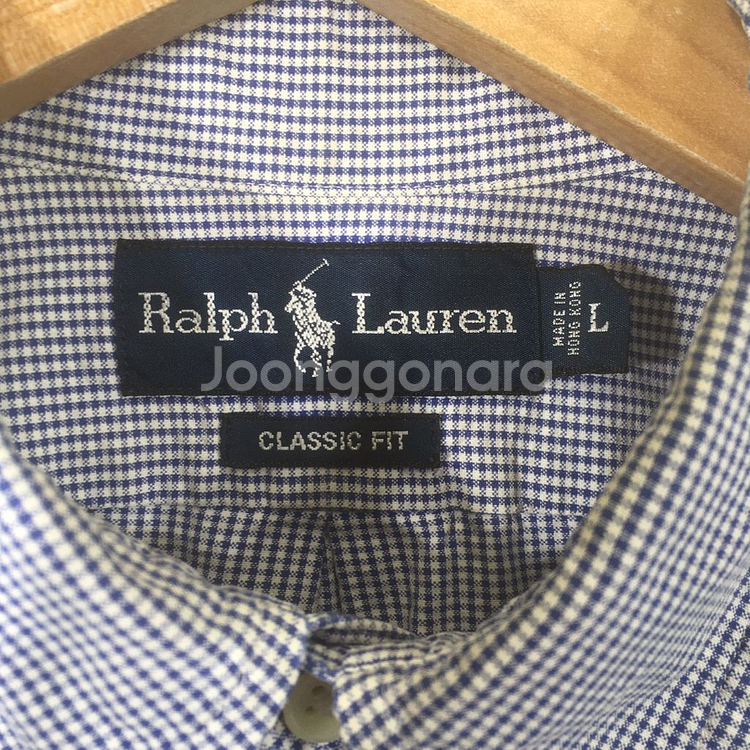 Ralph Lauren
MADE IN
HONG KONG
L
Joonggonara
CLASSIC FIT